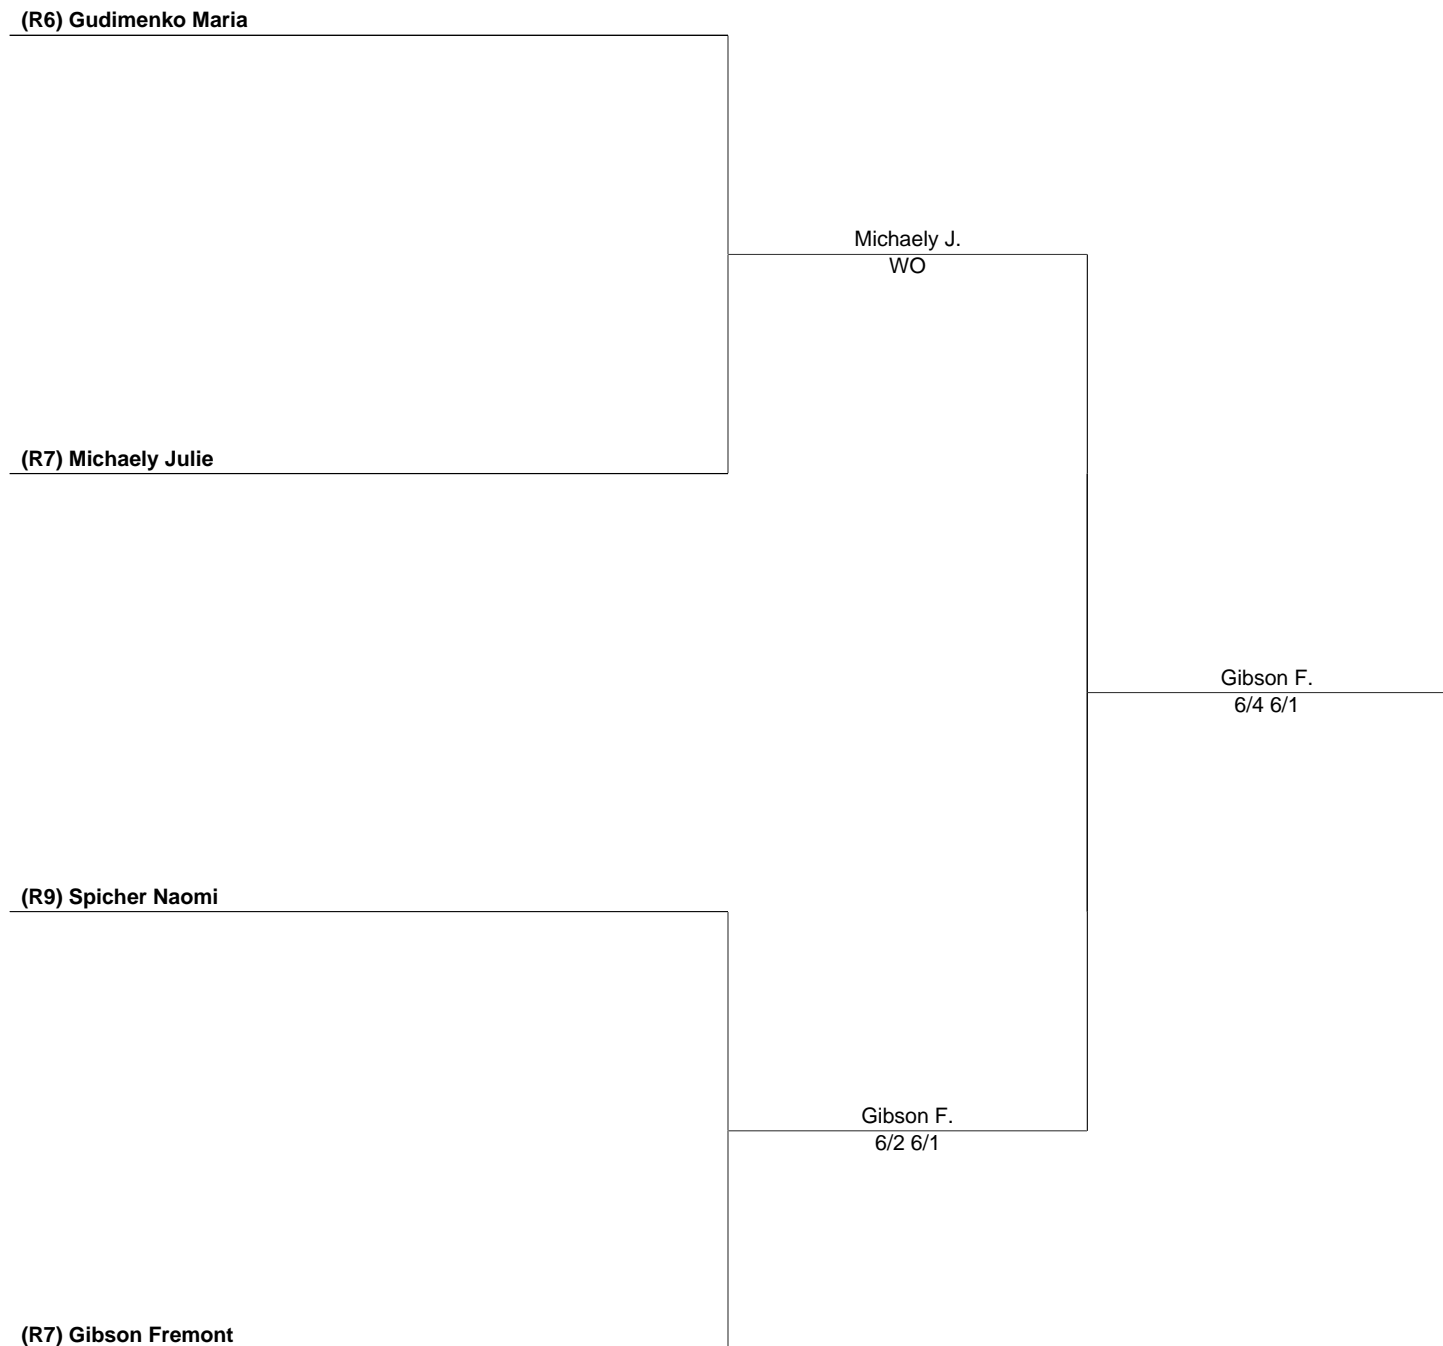 (R6) Gudimenko Maria
Michaely J.
WO
(R7) Michaely Julie
Gibson F.
6/4 6/1
(R9) Spicher Naomi
Gibson F.
6/2 6/1
(R7) Gibson Fremont